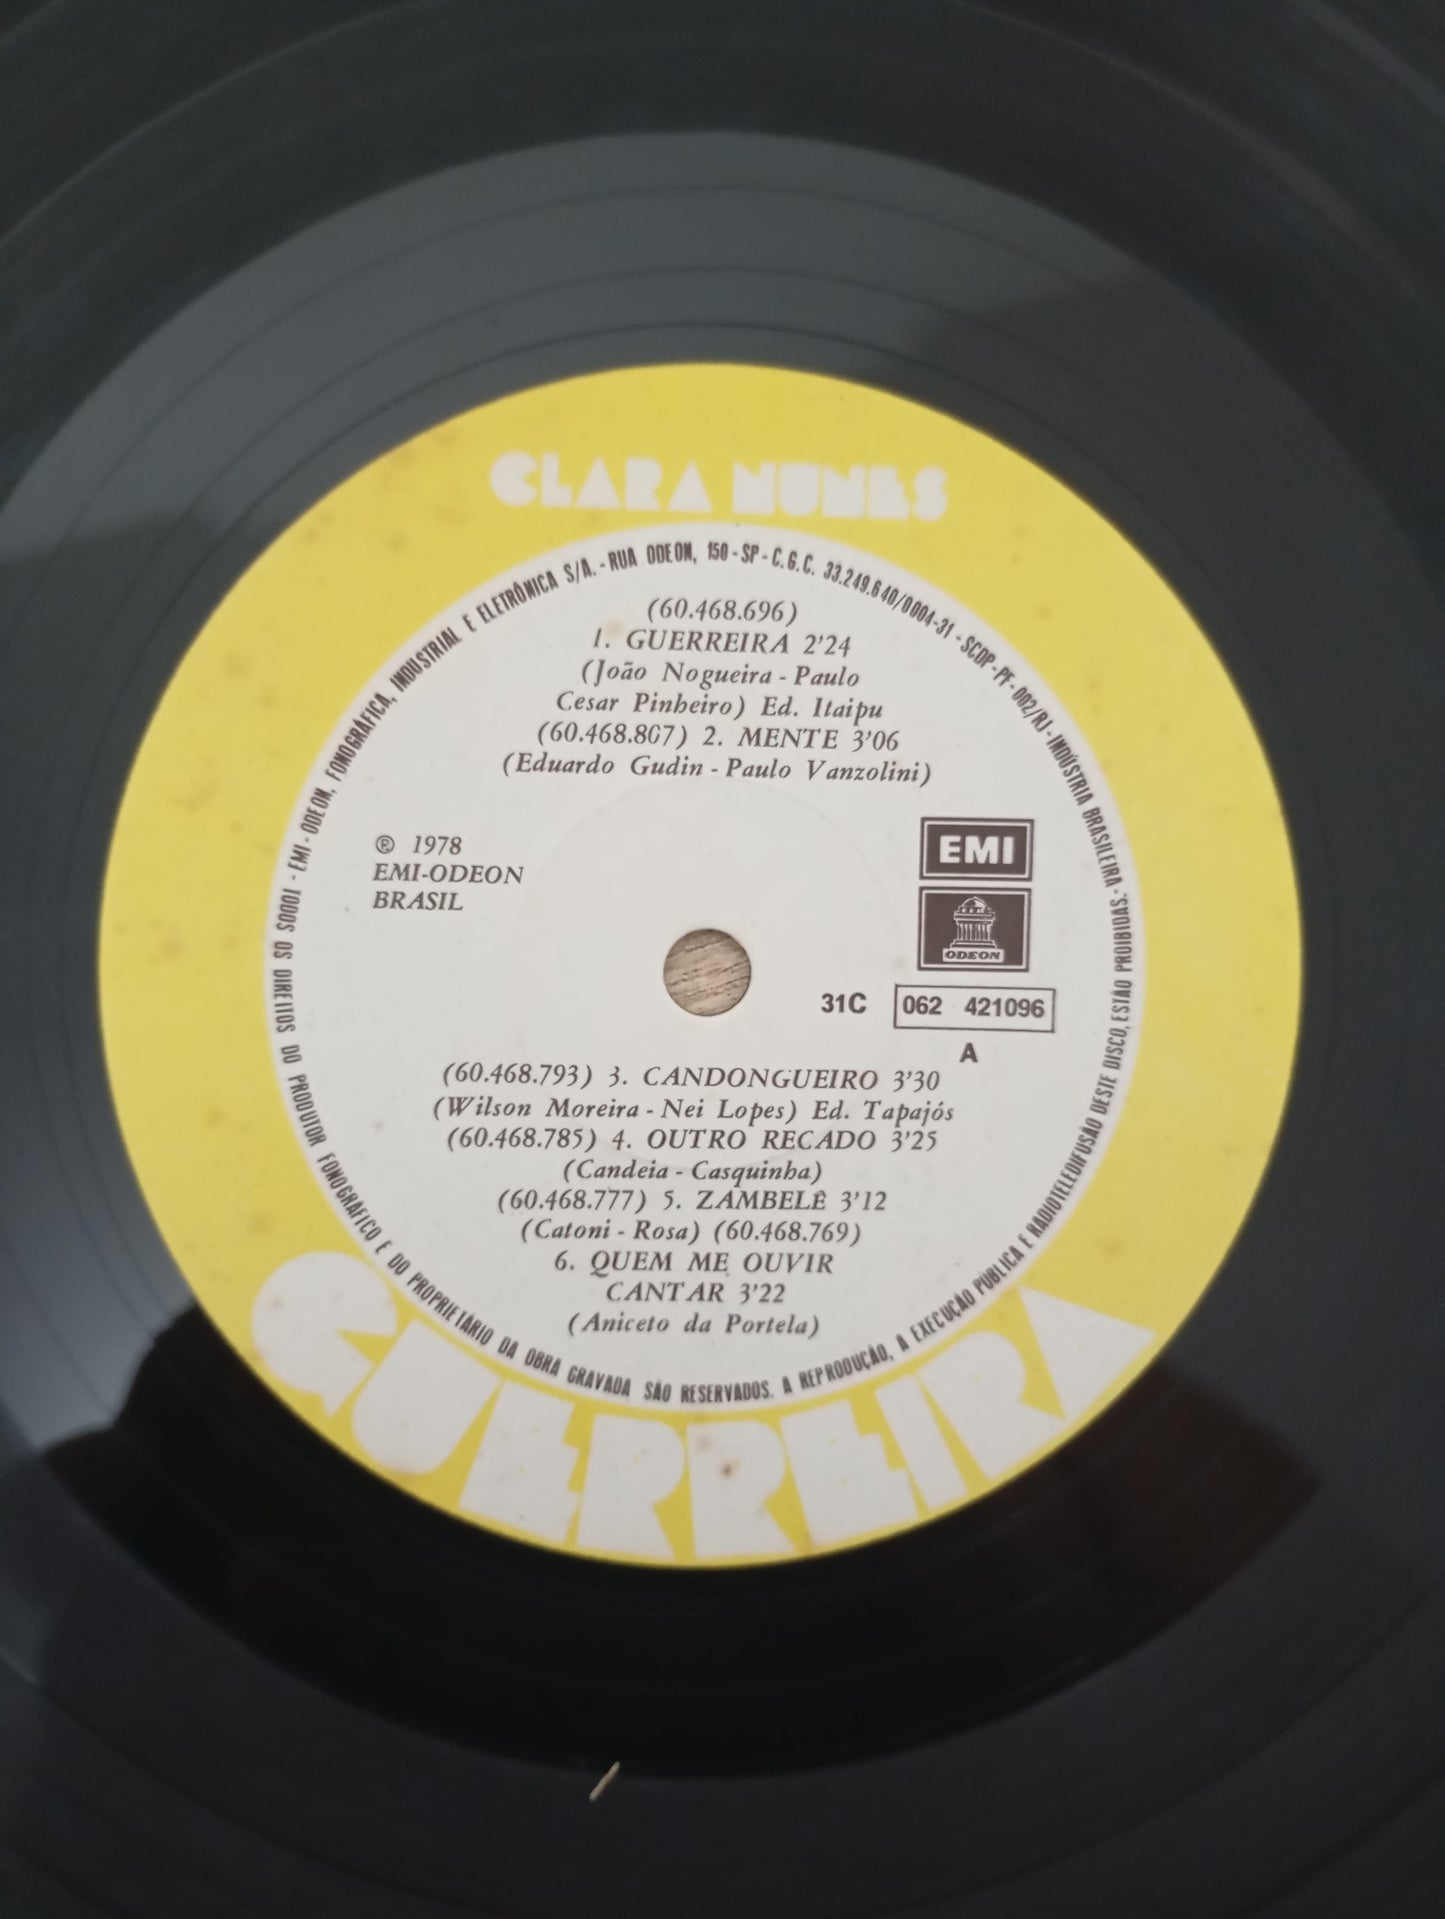 CLARA NUNES
TODOS OS DIREITOS DO PRODUTOR FONOGRÁFICO E DO PROPRIETÁRIO DA OBRA GRAVADA SÃO RESERVADOS. A REPRODUÇÃO, A EXECUÇÃO PÚBLICA E RADIOTELEDIFUSÃO DESTE DISCO, ESTÃO PROIBIDAS. - EMI - ODEON, FONOGRÁFICA, INDUSTRIAL E ELETRÔNICA S/A. - RUA ODEON, 150 - SP - C.G.C. 33.249.640/0004-31 - SCDP - PF - 002/RJ - INDÚSTRIA BRASILEIRA -
(60.468.696)
1. GUERREIRA 2'24
(João Nogueira - Paulo
Cesar Pinheiro) Ed. Itaipu
(60.468.807) 2. MENTE 3'06
(Eduardo Gudin - Paulo Vanzolini)
℗ 1978
EMI-ODEON
BRASIL
EMI
ODEON
31C 062 421096
A
(60.468.793) 3. CANDONGUEIRO 3'30
(Wilson Moreira - Nei Lopes) Ed. Tapajós
(60.468.785) 4. OUTRO RECADO 3'25
(Candeia - Casquinha)
(60.468.777) 5. ZAMBELÊ 3'12
(Catoni - Rosa) (60.468.769)
6. QUEM ME OUVIR
CANTAR 3'22
(Aniceto da Portela)
GUERREIRA